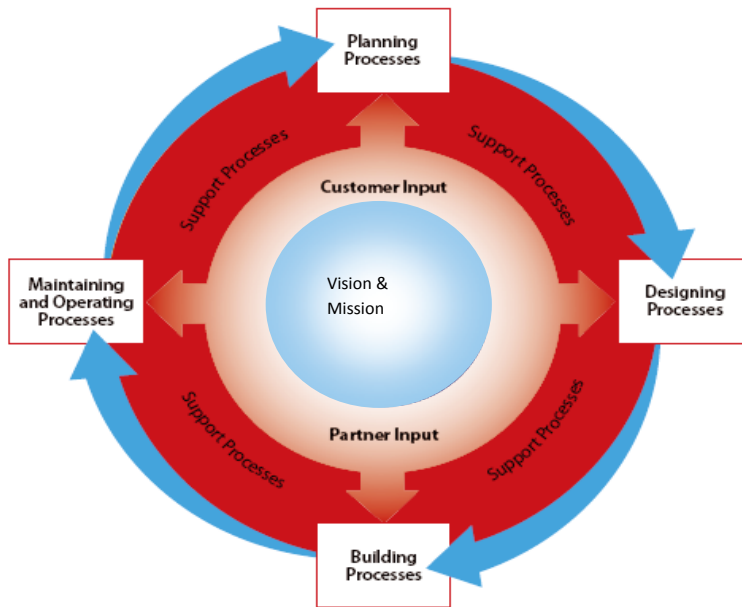 Planning
Processes
Support Processes
Support Processes
Customer Input
Vision &
Mission
Maintaining
and Operating
Processes
Designing
Processes
Partner Input
Support Processes
Support Processes
Building
Processes